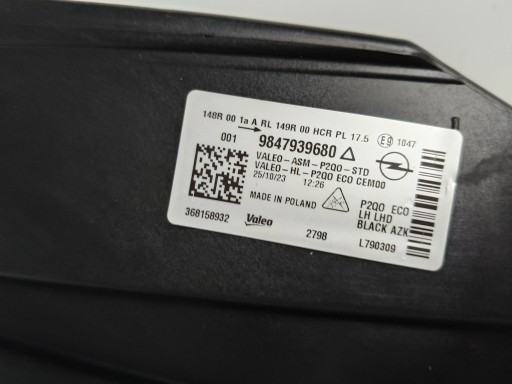 148R 00 1a A RL 149R 00 HCR PL 17.5 E9 1047
001 9847939680
VALEO-ASM-P2QO-STD
VALEO-HL-P2QO ECO CEM00
25/10/23 12:26
MADE IN POLAND
P2QO ECO
LH LHD
BLACK AZK
368158932 Valeo 2798 L790309